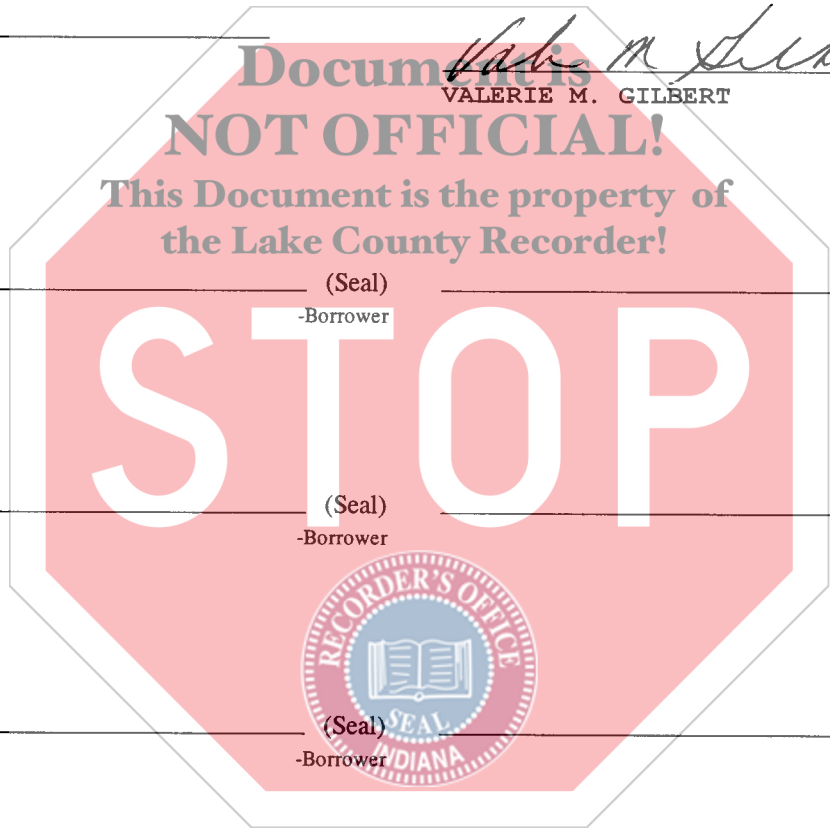 Document is
VALERIE M. GILBERT
NOT OFFICIAL!
This Document is the property of
the Lake County Recorder!
(Seal)
-Borrower
STOP
(Seal)
-Borrower
RECORDER'S OFFICE
SEAL
INDIANA
(Seal)
-Borrower